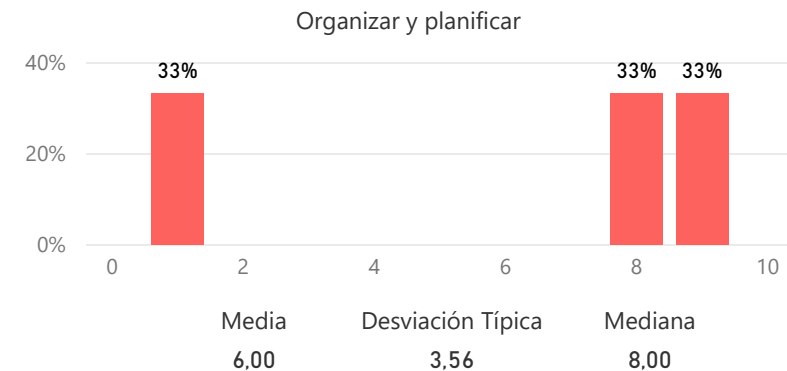 Organizar y planificar
40%
33% 33% 33%
20%
0%
0 2 4 6 8 10
Media Desviación Típica Mediana
6,00 3,56 8,00